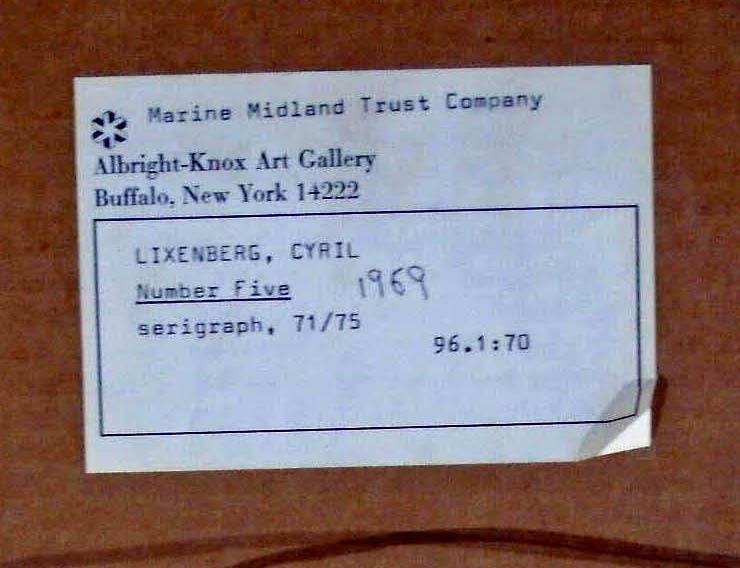 Marine Midland Trust Company
Albright-Knox Art Gallery
Buffalo, New York 14222
LIXENBERG, CYRIL
Number Five 1969
serigraph, 71/75
96.1:70